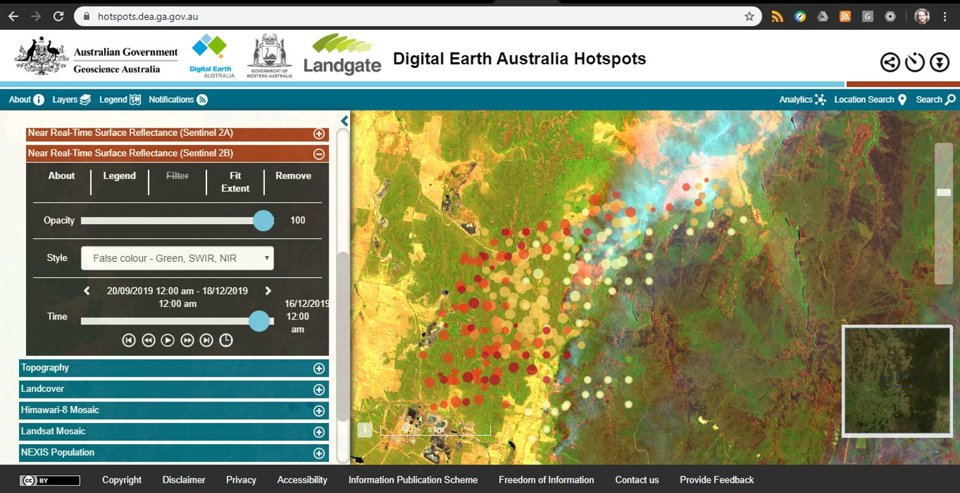 hotspots.dea.ga.gov.au
Australian Government
Geoscience Australia
Digital Earth
AUSTRALIA
GOVERNMENT OF
WESTERN AUSTRALIA
Landgate
Digital Earth Australia Hotspots
About Layers Legend Notifications
Analytics Location Search Search
Near Real-Time Surface Reflectance (Sentinel 2A)
Near Real-Time Surface Reflectance (Sentinel 2B)
About Legend Filter Fit Extent Remove
Opacity 100
Style False colour - Green, SWIR, NIR
20/09/2019 12:00 am - 18/12/2019
12:00 am
Time
16/12/2019
12:00
am
Topography
Landcover
Himawari-8 Mosaic
Landsat Mosaic
NEXIS Population
CC BY
Copyright Disclaimer Privacy Accessibility Information Publication Scheme Freedom of Information Contact us Provide Feedback